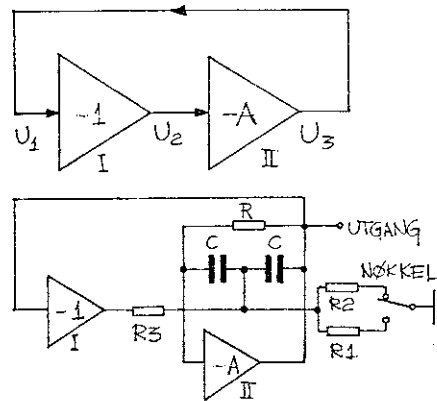 -1 -A
U1 U2 U3
I II
R
UTGANG
C C
NØKKEL
R2
-1 R3
R1
I
-A
II